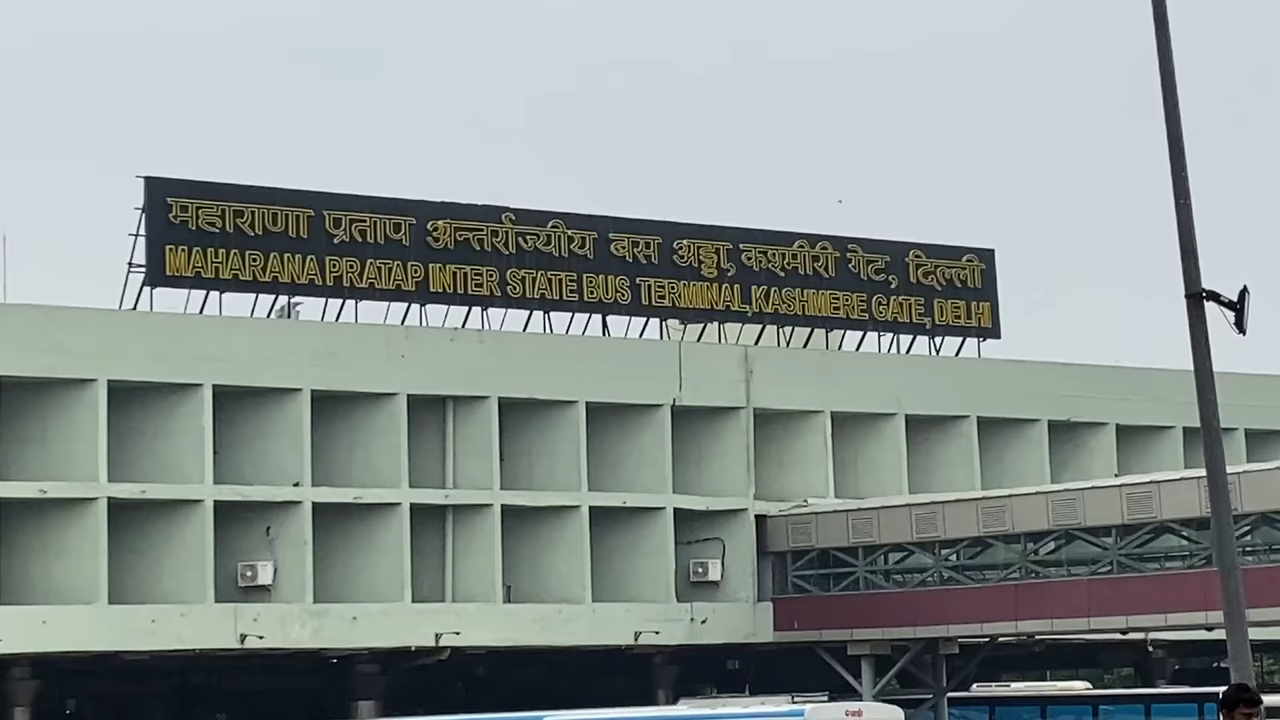 महाराणा प्रताप अन्तर्राज्यीय बस अड्डा, कश्मीरी गेट, दिल्ली
MAHARANA PRATAP INTER STATE BUS TERMINAL, KASHMERE GATE, DELHI